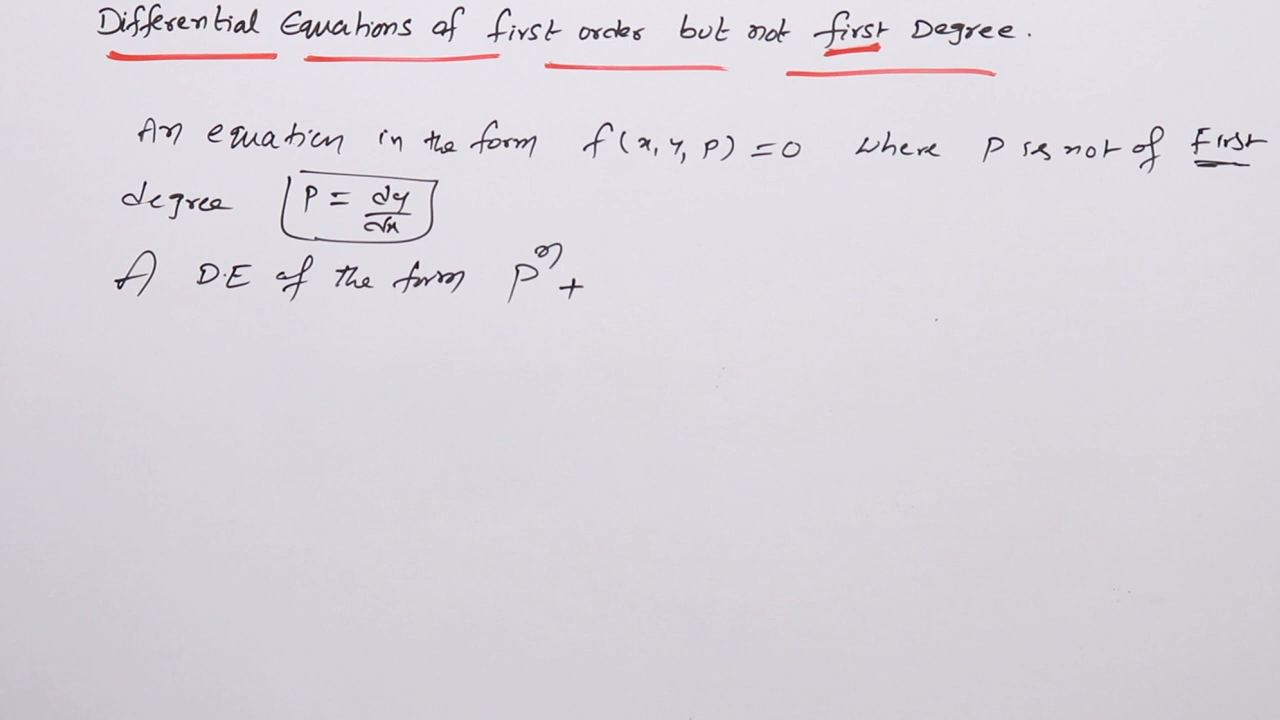 Differential Equations of first order but not first Degree.
An equation in the form f(x, y, p) = 0 where p is not of First
degree p = dy/dx
A D.E of the form pⁿ +